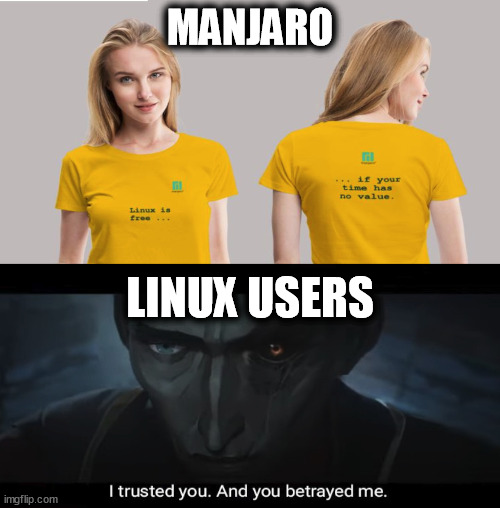 MANJARO
Linux is
free ...
... if your
time has
no value.
LINUX USERS
I trusted you. And you betrayed me.
imgflip.com